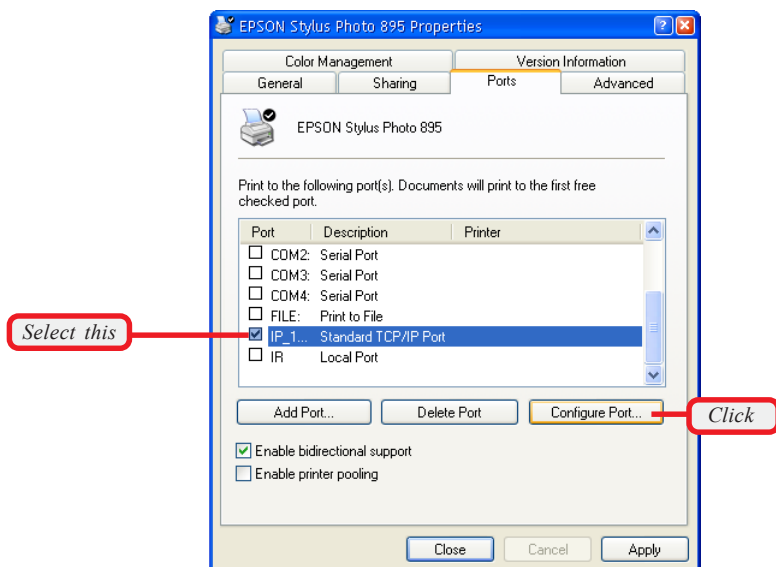 EPSON Stylus Photo 895 Properties
Color Management Version Information
General Sharing Ports Advanced
EPSON Stylus Photo 895
Print to the following port(s). Documents will print to the first free
checked port.
Port Description Printer
COM2: Serial Port
COM3: Serial Port
COM4: Serial Port
FILE: Print to File
Select this
IP_1... Standard TCP/IP Port
IR Local Port
Add Port... Delete Port Configure Port...
Click
Enable bidirectional support
Enable printer pooling
Close Cancel Apply